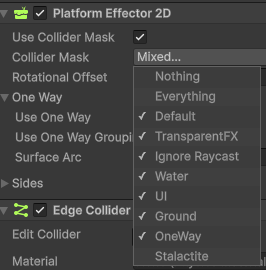 Platform Effector 2D
Use Collider Mask
Collider Mask Mixed...
Rotational Offset Nothing
Everything
One Way
Use One Way Default
Use One Way Groupin TransparentFX
Surface Arc Ignore Raycast
Water
Sides UI
Edge Collider Ground
Edit Collider OneWay
Material Stalactite